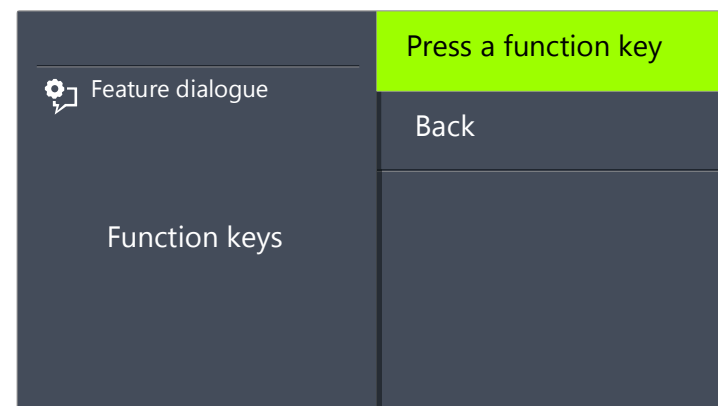 Feature dialogue
Function keys
Press a function key
Back